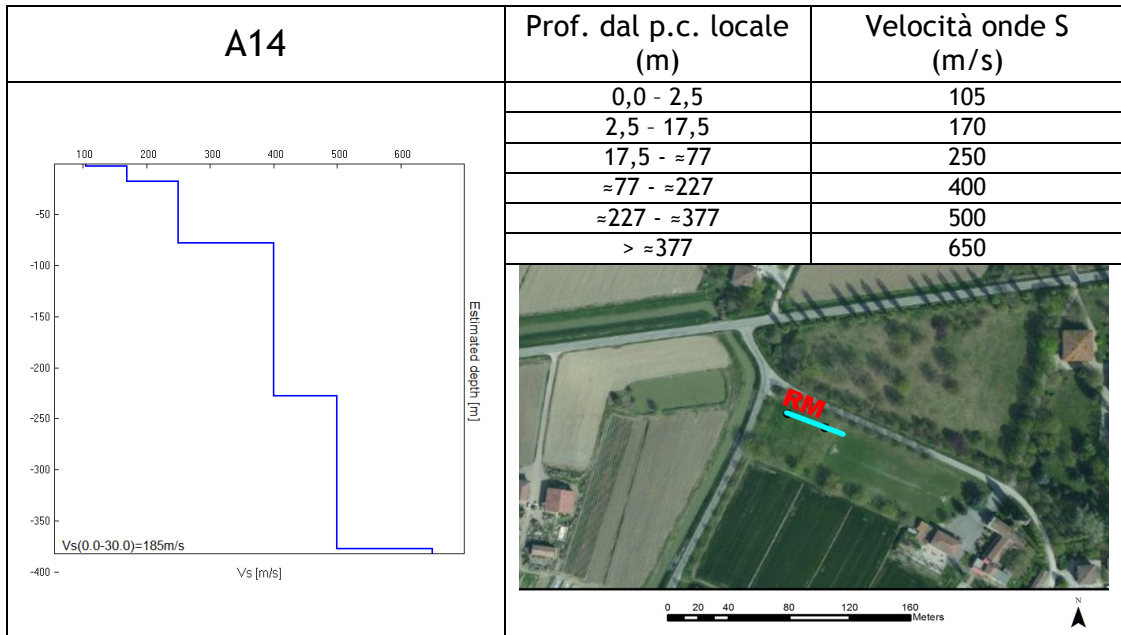 A14
Prof. dal p.c. locale
(m)
Velocità onde S
(m/s)
0,0 – 2,5
105
2,5 – 17,5
170
17,5 - ≈77
250
≈77 - ≈227
400
≈227 - ≈377
500
> ≈377
650
100 200 300 400 500 600
-50
-100
-150
-200
-250
-300
-350
-400
Estimated depth [m]
Vs(0.0-30.0)=185m/s
Vs [m/s]
RM
0 20 40 80 120 160
Meters
N